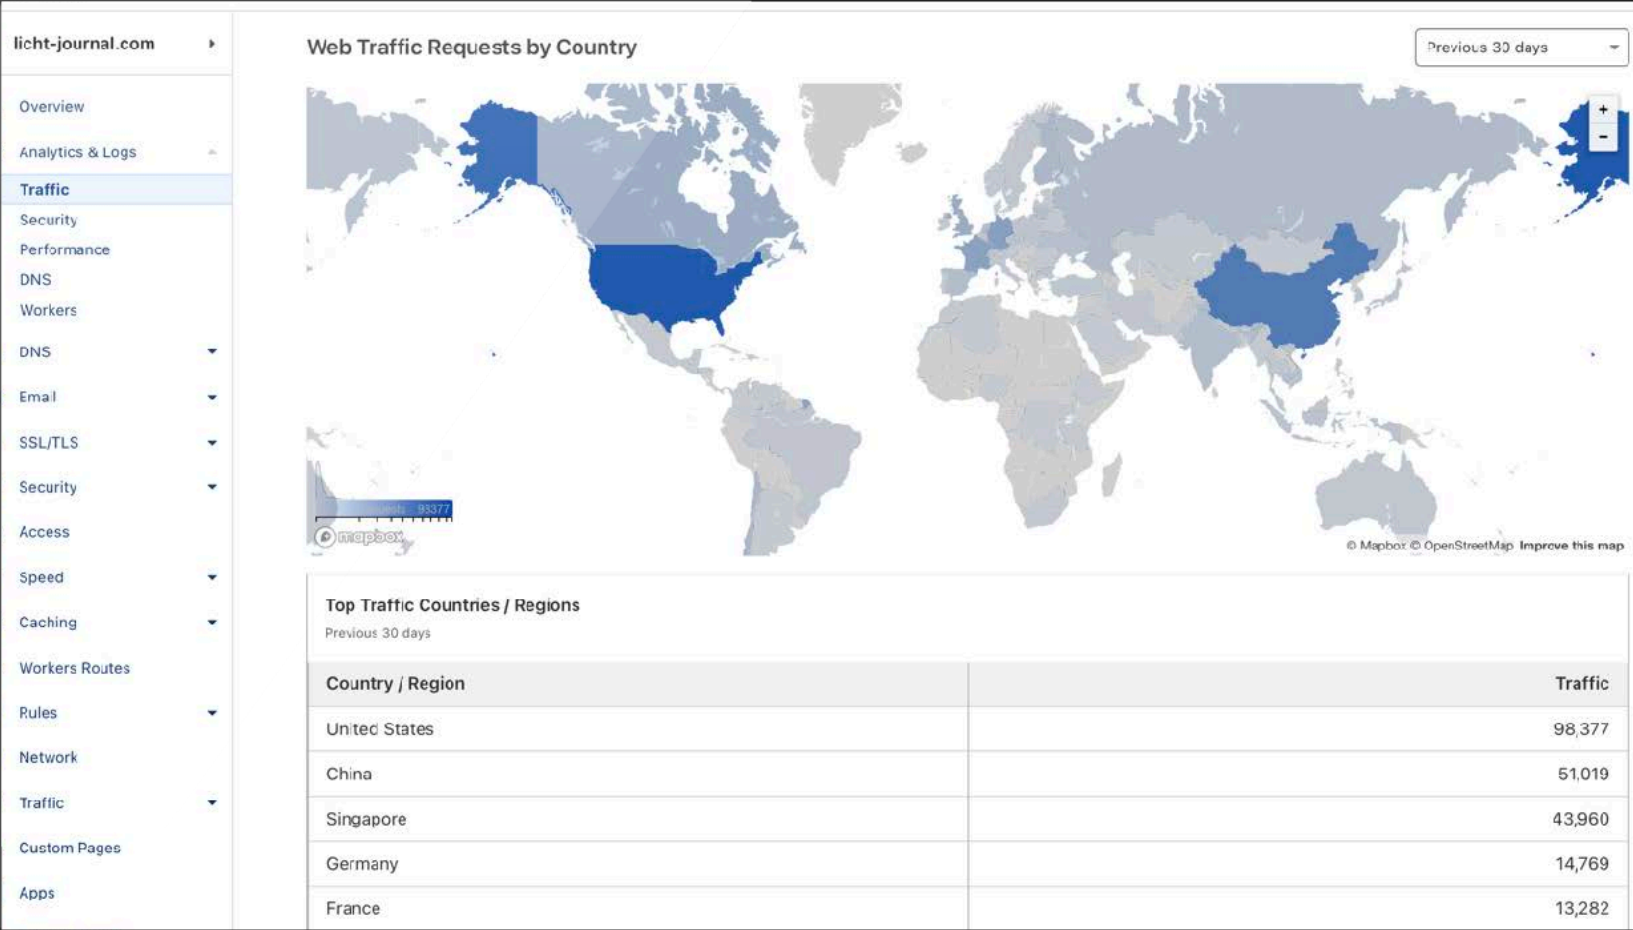 licht-journal.com
Overview
Analytics & Logs
Traffic
Security
Performance
DNS
Workers
DNS
Email
SSL/TLS
Security
Access
Speed
Caching
Workers Routes
Rules
Network
Traffic
Custom Pages
Apps
Web Traffic Requests by Country
Previous 30 days
+
-
93377
mapbox
© Mapbox © OpenStreetMap Improve this map
Top Traffic Countries / Regions
Previous 30 days
Country / Region Traffic
United States 98,377
China 51,019
Singapore 43,960
Germany 14,769
France 13,282